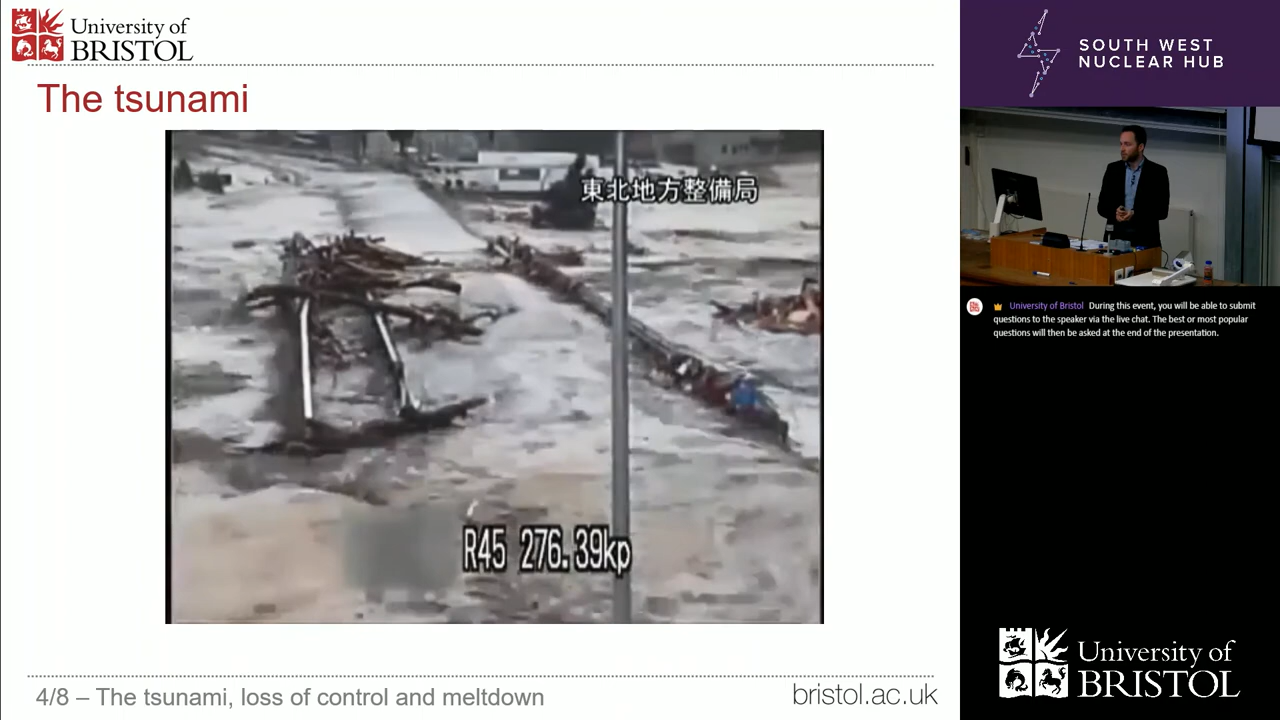 University of
BRISTOL
The tsunami
東北地方整備局
R45 276.39kp
4/8 – The tsunami, loss of control and meltdown
bristol.ac.uk
SOUTH WEST
NUCLEAR HUB
University of Bristol During this event, you will be able to submit
questions to the speaker via the live chat. The best or most popular
questions will then be asked at the end of the presentation.
University of
BRISTOL